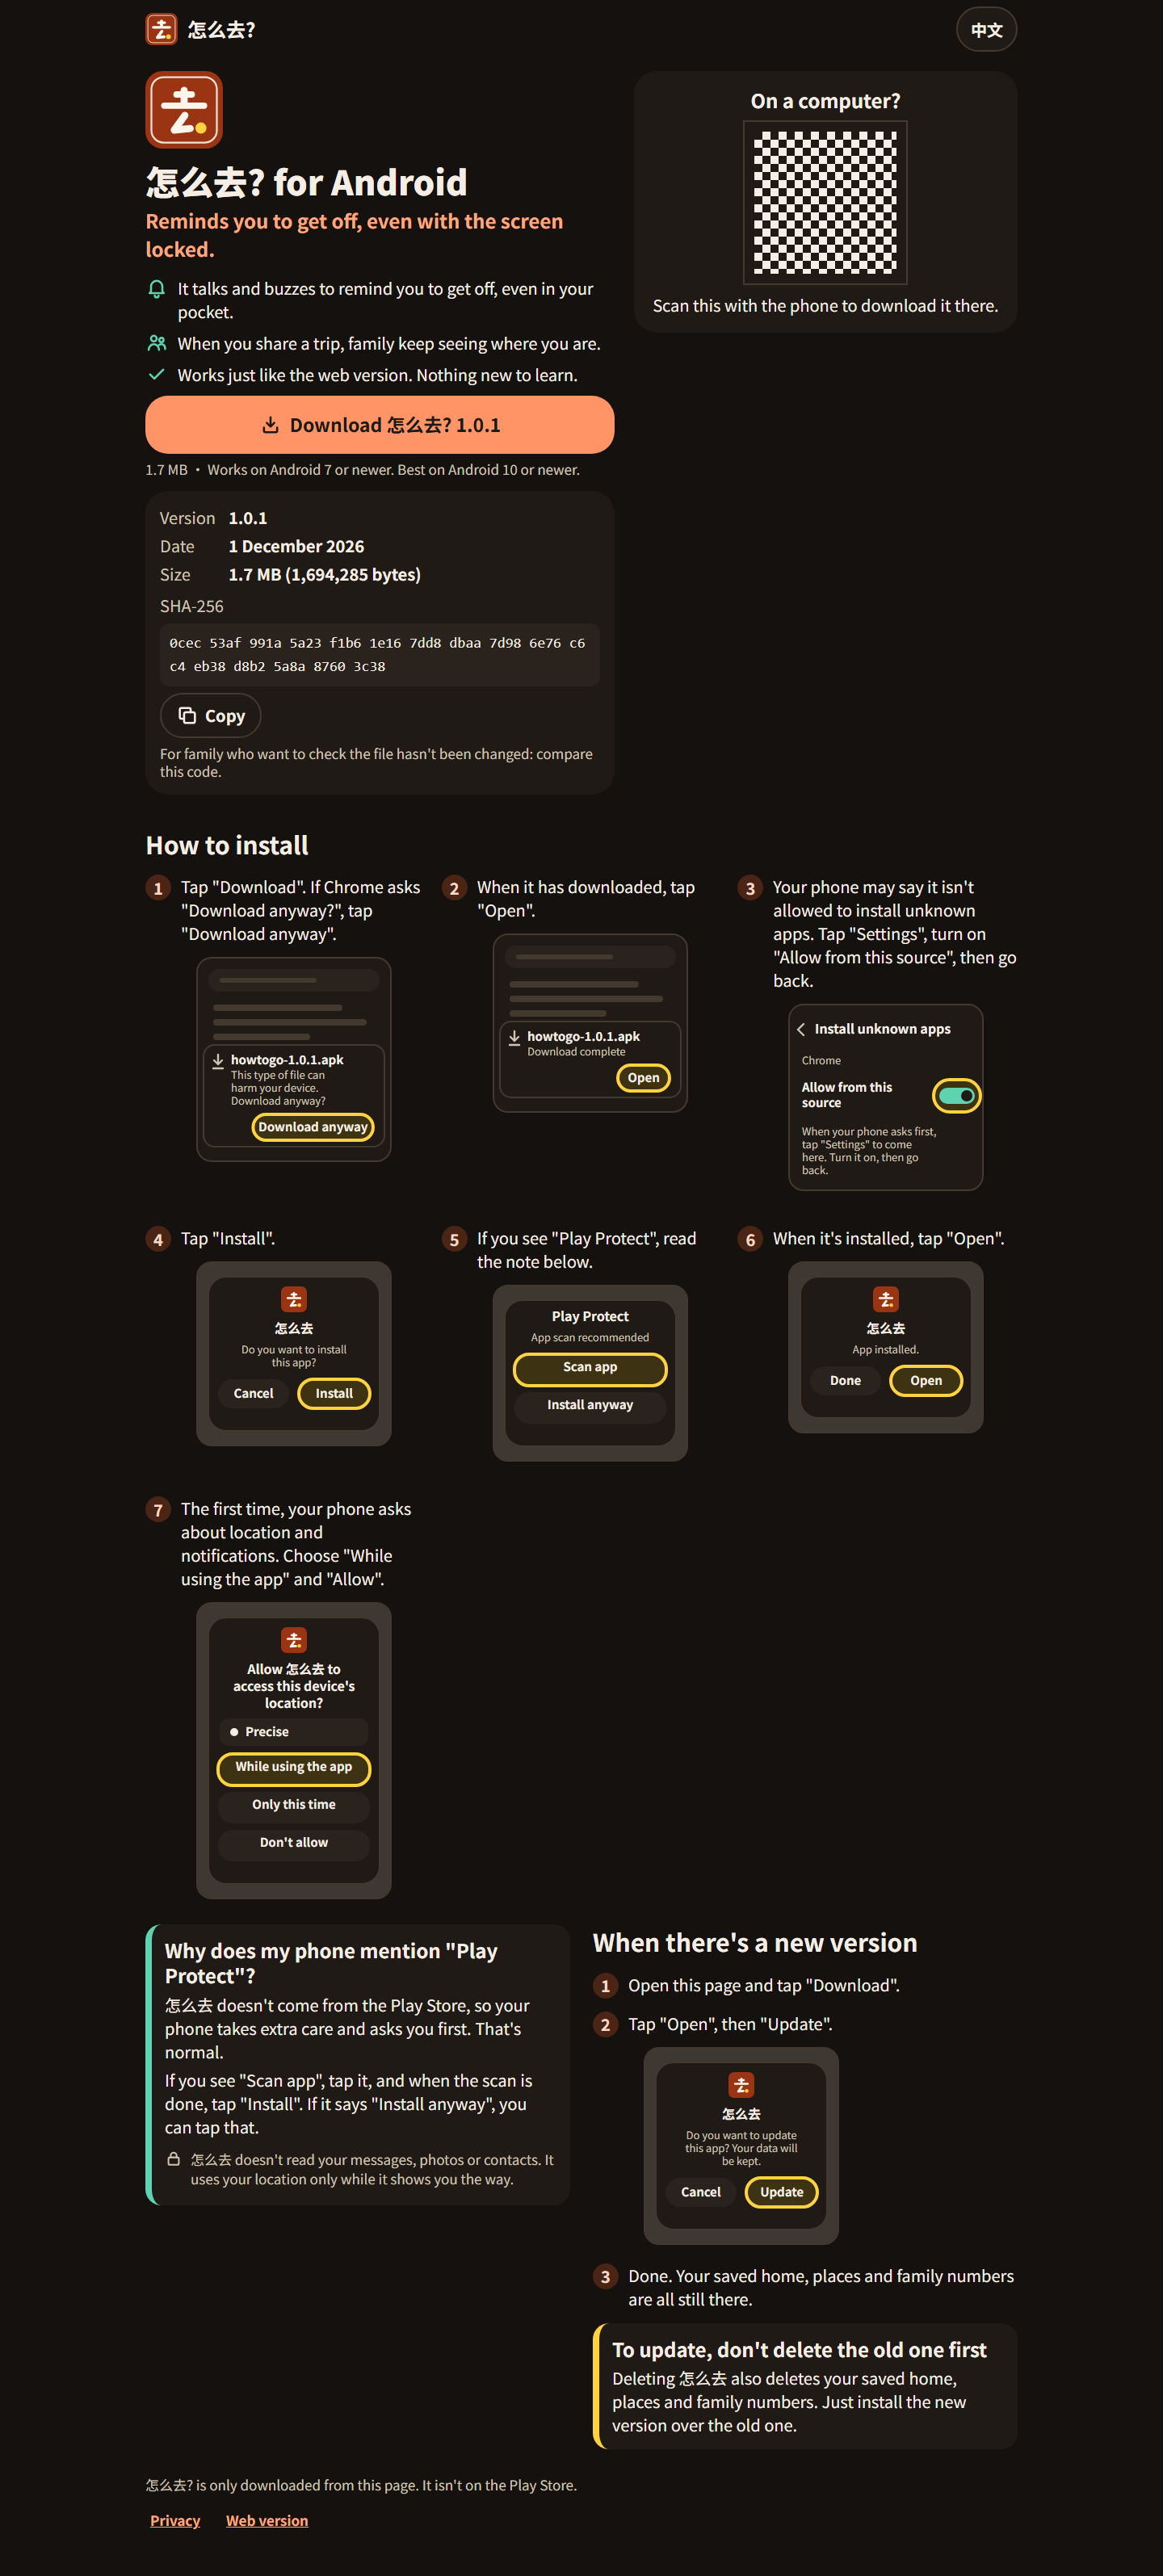 怎么去?
中文
怎么去? for Android
Reminds you to get off, even with the screen
locked.
It talks and buzzes to remind you to get off, even in your
pocket.
When you share a trip, family keep seeing where you are.
Works just like the web version. Nothing new to learn.
Download 怎么去? 1.0.1
1.7 MB • Works on Android 7 or newer. Best on Android 10 or newer.
On a computer?
Scan this with the phone to download it there.
Version 1.0.1
Date 1 December 2026
Size 1.7 MB (1,694,285 bytes)
SHA-256
0cec 53af 991a 5a23 f1b6 1e16 7dd8 dbaa 7d98 6e76 c6
c4 eb38 d8b2 5a8a 8760 3c38
Copy
For family who want to check the file hasn't been changed: compare
this code.
How to install
1 Tap "Download". If Chrome asks
"Download anyway?", tap
"Download anyway".
howtogo-1.0.1.apk
This type of file can
harm your device.
Download anyway?
Download anyway
2 When it has downloaded, tap
"Open".
howtogo-1.0.1.apk
Download complete
Open
3 Your phone may say it isn't
allowed to install unknown
apps. Tap "Settings", turn on
"Allow from this source", then go
back.
Install unknown apps
Chrome
Allow from this
source
When your phone asks first,
tap "Settings" to come
here. Turn it on, then go
back.
4 Tap "Install".
去
怎么去
Do you want to install
this app?
Cancel
Install
5 If you see "Play Protect", read
the note below.
Play Protect
App scan recommended
Scan app
Install anyway
6 When it's installed, tap "Open".
去
怎么去
App installed.
Done
Open
7 The first time, your phone asks
about location and
notifications. Choose "While
using the app" and "Allow".
去
Allow 怎么去 to
access this device's
location?
Precise
While using the app
Only this time
Don't allow
Why does my phone mention "Play
Protect"?
怎么去 doesn't come from the Play Store, so your
phone takes extra care and asks you first. That's
normal.
If you see "Scan app", tap it, and when the scan is
done, tap "Install". If it says "Install anyway", you
can tap that.
怎么去 doesn't read your messages, photos or contacts. It
uses your location only while it shows you the way.
When there's a new version
1 Open this page and tap "Download".
2 Tap "Open", then "Update".
去
怎么去
Do you want to update
this app? Your data will
be kept.
Cancel
Update
3 Done. Your saved home, places and family numbers
are all still there.
To update, don't delete the old one first
Deleting 怎么去 also deletes your saved home,
places and family numbers. Just install the new
version over the old one.
怎么去? is only downloaded from this page. It isn't on the Play Store.
Privacy
Web version